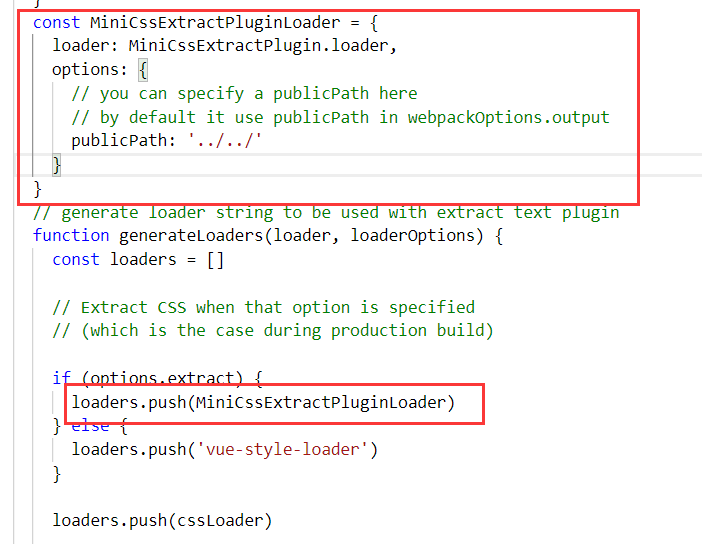 }
const MiniCssExtractPluginLoader = {
  loader: MiniCssExtractPlugin.loader,
  options: {
    // you can specify a publicPath here
    // by default it use publicPath in webpackOptions.output
    publicPath: '../../'
  }
}
// generate loader string to be used with extract text plugin
function generateLoaders(loader, loaderOptions) {
  const loaders = []
  // Extract CSS when that option is specified
  // (which is the case during production build)
  if (options.extract) {
    loaders.push(MiniCssExtractPluginLoader)
  } else {
    loaders.push('vue-style-loader')
  }
  loaders.push(cssLoader)